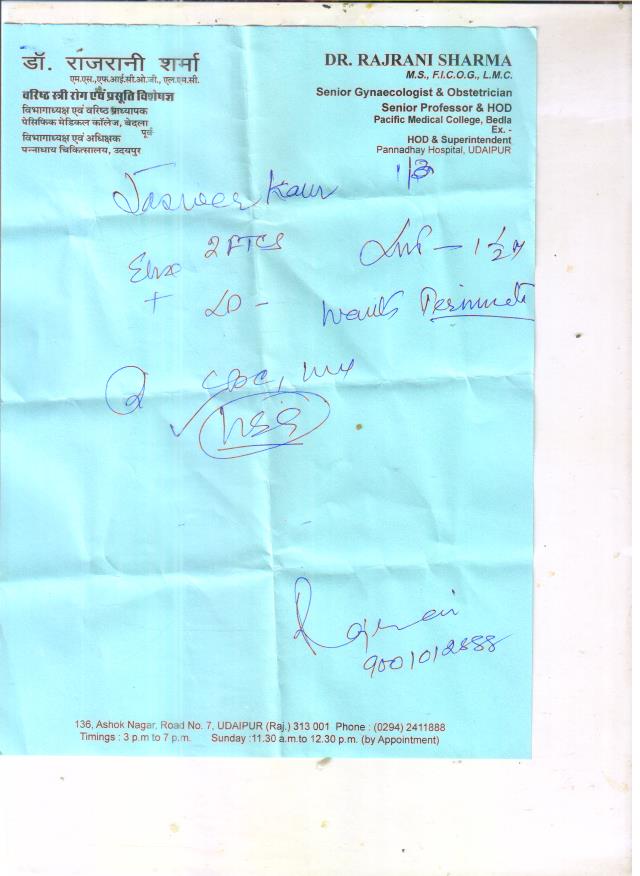 डॉ. राजरानी शर्मा
एम.एस.,एफ.आई.सी.ओ.जी., एल.एम.सी.
वरिष्ठ स्त्री रोग एवं प्रसूति विशेषज्ञ
विभागाध्यक्ष एवं वरिष्ठ प्राध्यापक
पेसिफिक मेडिकल कॉलेज, बेदला
पूर्व
विभागाध्यक्ष एवं अधिक्षक
पन्नाधाय चिकित्सालय, उदयपुर
DR. RAJRANI SHARMA
M.S., F.I.C.O.G., L.M.C.
Senior Gynaecologist & Obstetrician
Senior Professor & HOD
Pacific Medical College, Bedla
Ex. -
HOD & Superintendent
Pannadhay Hospital, UDAIPUR
Jasveer Kaur
2 FTCS
LMP - 1 1/2
LD - wants
CBC,
9001012888
136, Ashok Nagar, Road No. 7, UDAIPUR (Raj.) 313 001 Phone : (0294) 2411888
Timings : 3 p.m to 7 p.m. Sunday :11.30 a.m.to 12.30 p.m. (by Appointment)